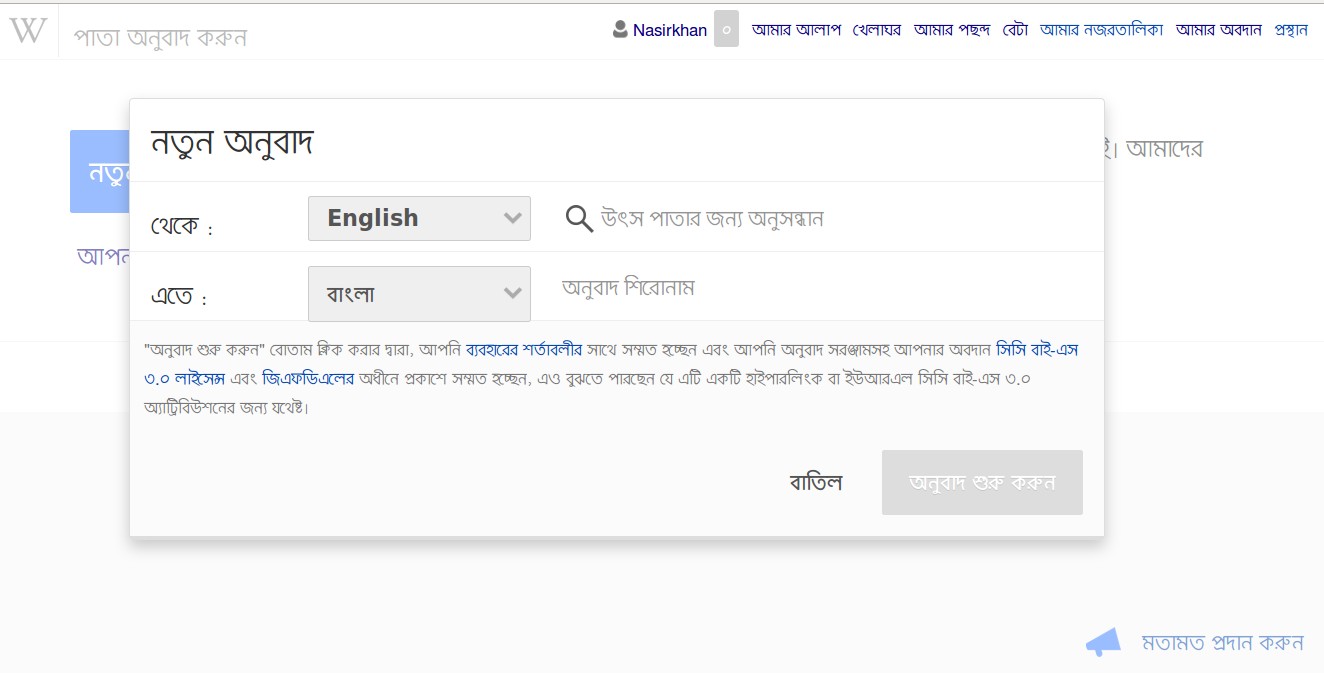 W পাতা অনুবাদ করুন Nasirkhan ০ আমার আলাপ খেলাঘর আমার পছন্দ বেটা আমার নজরতালিকা আমার অবদান প্রস্থান
নতুন অনুবাদ
আমাদের
থেকে : English উৎস পাতার জন্য অনুসন্ধান
এতে : বাংলা অনুবাদ শিরোনাম
"অনুবাদ শুরু করুন" বোতাম ক্লিক করার দ্বারা, আপনি ব্যবহারের শর্তাবলীর সাথে সম্মত হচ্ছেন এবং আপনি অনুবাদ সরঞ্জামসহ আপনার অবদান সিসি বাই-এস
৩.০ লাইসেন্স এবং জিএফডিএলের অধীনে প্রকাশে সম্মত হচ্ছেন, এও বুঝতে পারছেন যে এটি একটি হাইপারলিংক বা ইউআরএল সিসি বাই-এস ৩.০
অ্যাট্রিবিউশনের জন্য যথেষ্ট।
বাতিল অনুবাদ শুরু করুন
মতামত প্রদান করুন